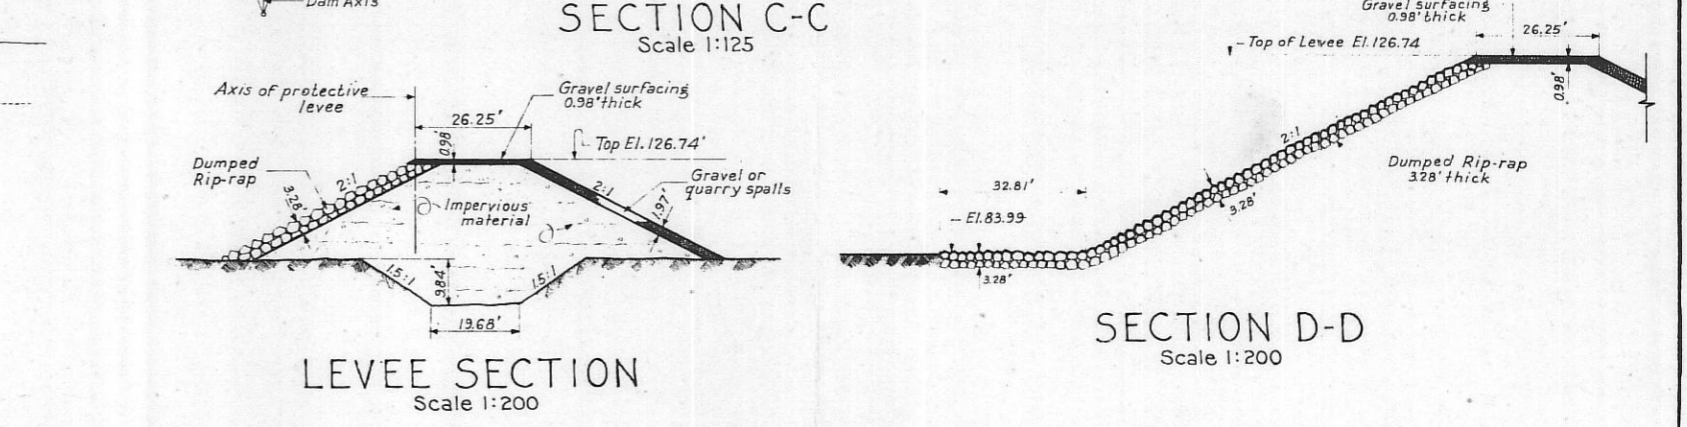 Dam Axis
SECTION C-C
Scale 1:125
Axis of protective
levee
Gravel surfacing
0.98' thick
26.25'
0.98'
Top El. 126.74'
Dumped
Rip-rap
3.28'
2:1
Impervious
material
2:1
1.97'
Gravel or
quarry spalls
1.5:1
9.84'
1.5:1
19.68'
LEVEE SECTION
Scale 1:200
Gravel surfacing
0.98' thick
Top of Levee El. 126.74
26.25'
0.98'
2:1
Dumped Rip-rap
3.28' thick
3.28'
32.81'
El. 83.99
3.28'
SECTION D-D
Scale 1:200